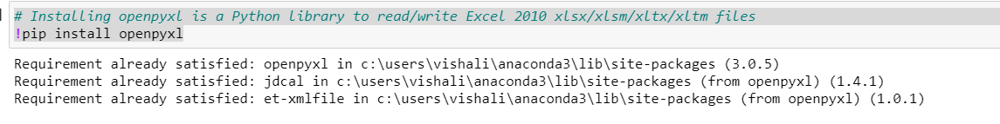 # Installing openpyxl is a Python library to read/write Excel 2010 xlsx/xlsm/xltx/xltm files
!pip install openpyxl
Requirement already satisfied: openpyxl in c:\users\vishali\anaconda3\lib\site-packages (3.0.5)
Requirement already satisfied: jdcal in c:\users\vishali\anaconda3\lib\site-packages (from openpyxl) (1.4.1)
Requirement already satisfied: et-xmlfile in c:\users\vishali\anaconda3\lib\site-packages (from openpyxl) (1.0.1)